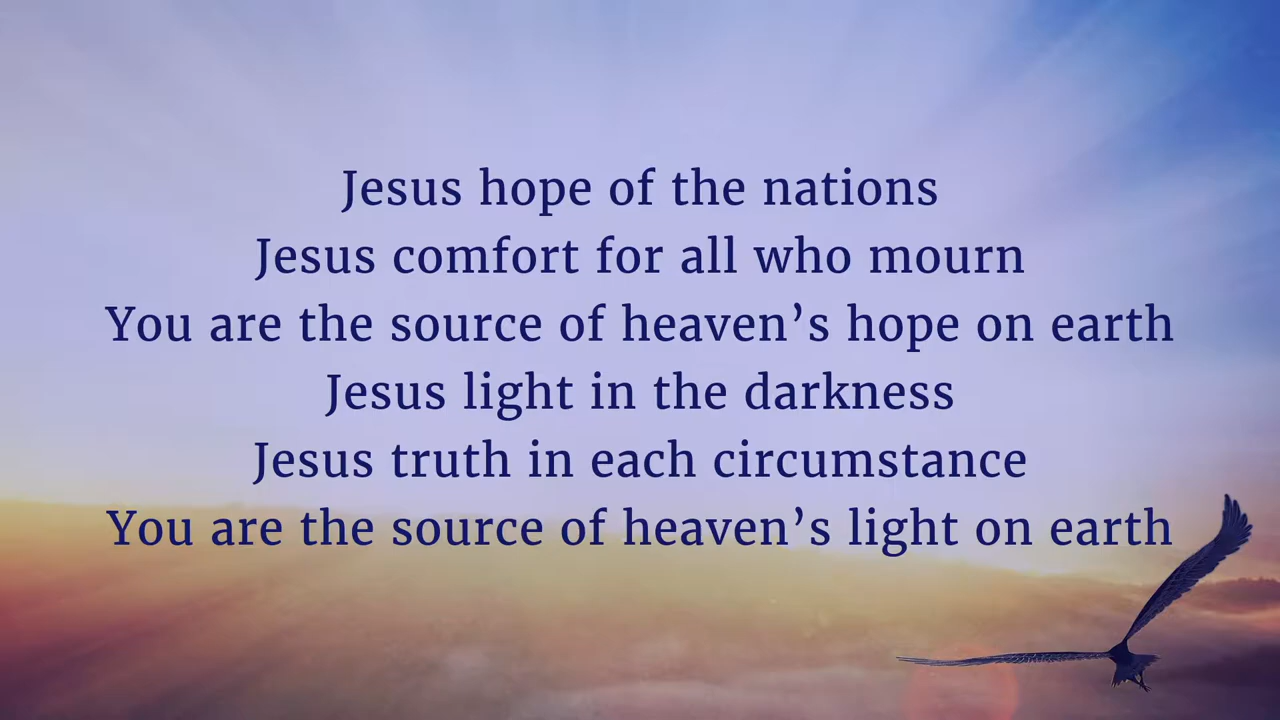 Jesus hope of the nations
Jesus comfort for all who mourn
You are the source of heaven’s hope on earth
Jesus light in the darkness
Jesus truth in each circumstance
You are the source of heaven’s light on earth